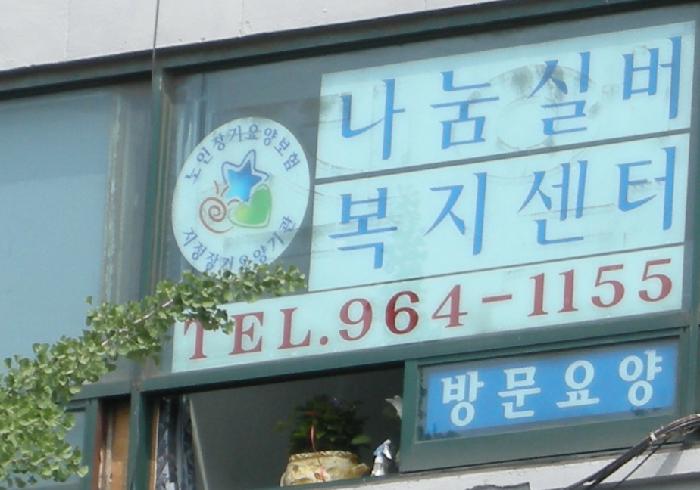 나눔실버
복지센터
노인장기요양보험
지정장기요양기관
TEL.964-1155
방문요양